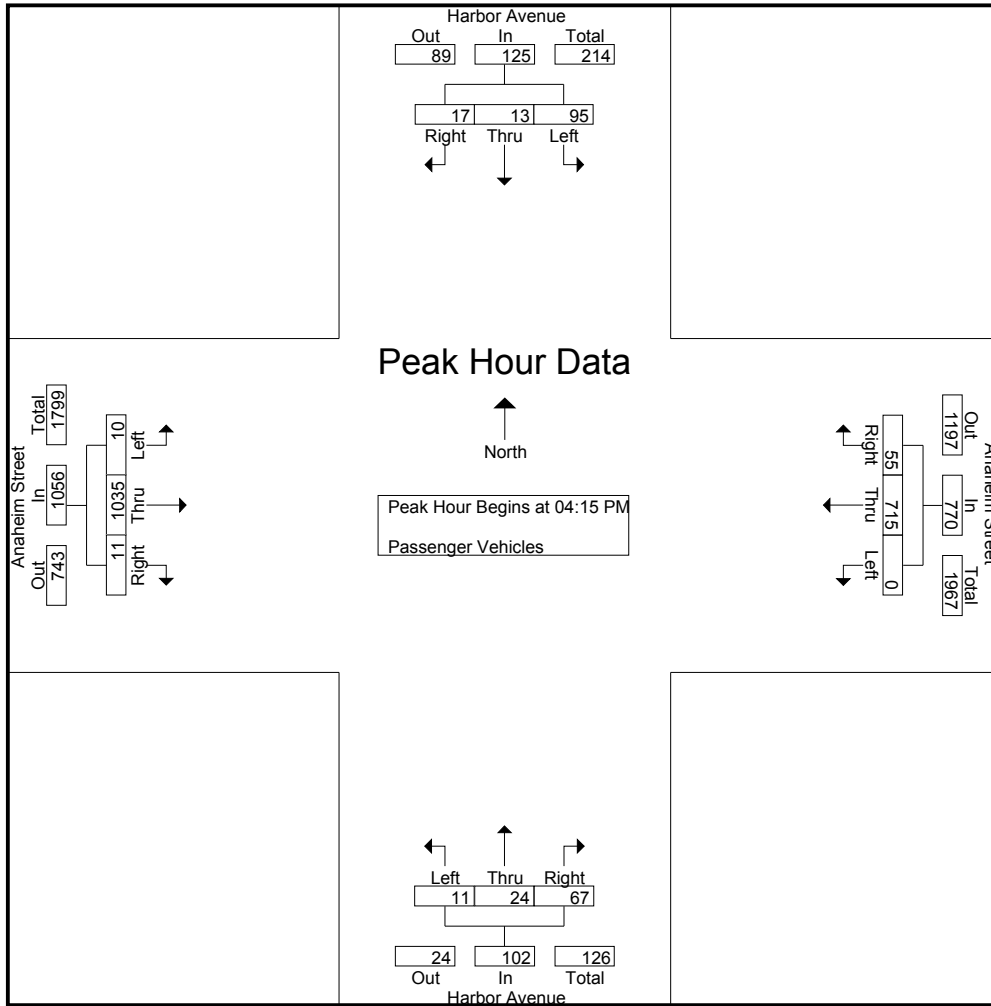 Harbor Avenue
Out In Total
89 125 214
17 13 95
Right Thru Left
Peak Hour Data
North
Peak Hour Begins at 04:15 PM
Passenger Vehicles
Anaheim Street
Total In Out
1799 1056 743
10 1035 11
Left Thru Right
Out In Total
1197 770 1967
55 715 0
Right Thru Left
Anaheim Street
Left Thru Right
11 24 67
24 102 126
Out In Total
Harbor Avenue